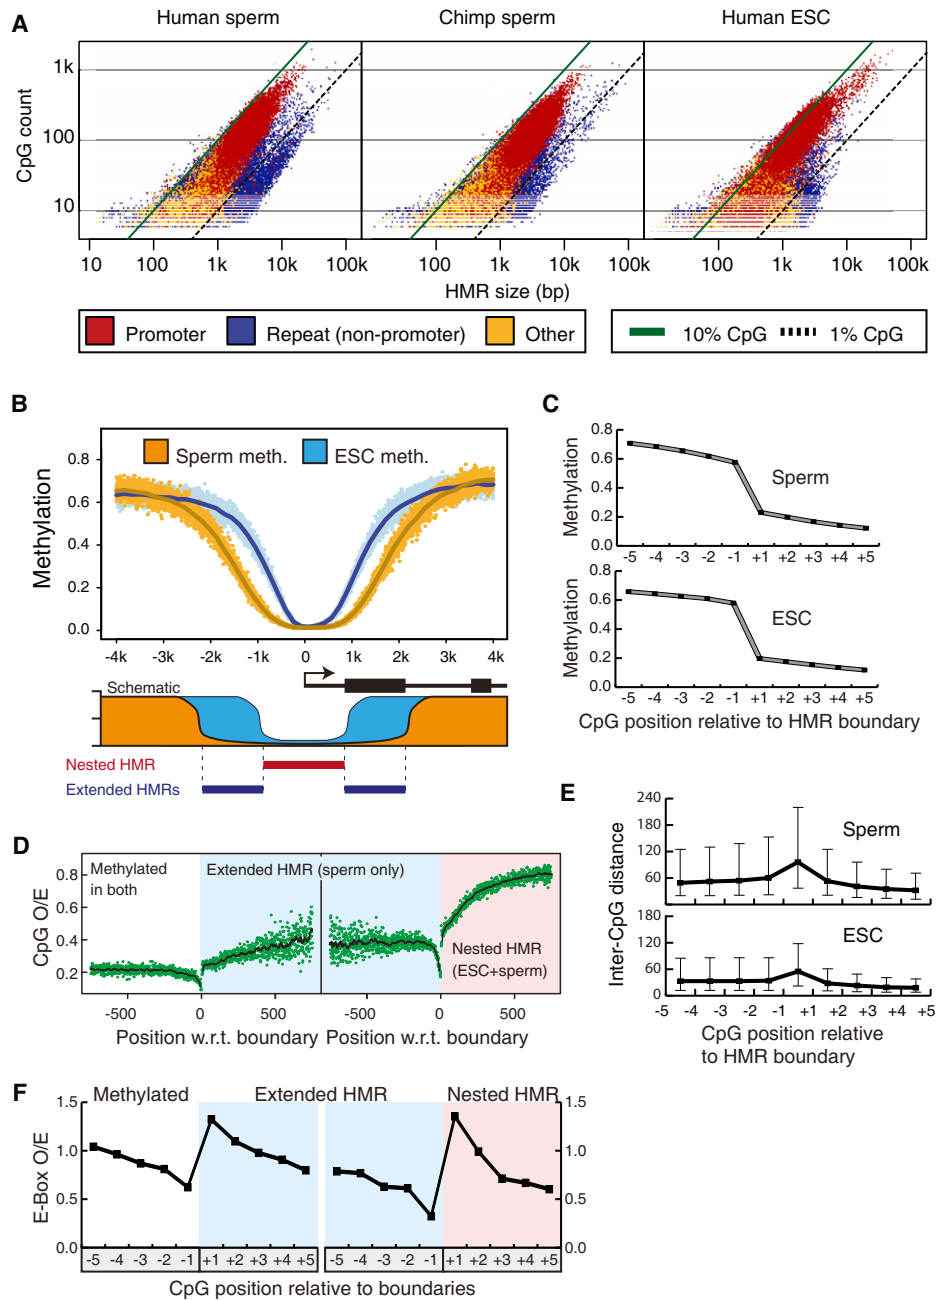 A
Human sperm
Chimp sperm
Human ESC
CpG count
1k
100
10
10 100 1k 10k 100k
100 1k 10k 100k
100 1k 10k 100k
HMR size (bp)
Promoter
Repeat (non-promoter)
Other
10% CpG
1% CpG
B
Sperm meth.
ESC meth.
Methylation
0.8
0.6
0.4
0.2
0.0
-4k -3k -2k -1k 0 1k 2k 3k 4k
Schematic
Nested HMR
Extended HMRs
C
Methylation
0.8
0.6
0.4
0.2
0.0
Sperm
-5 -4 -3 -2 -1 +1 +2 +3 +4 +5
Methylation
0.8
0.6
0.4
0.2
0.0
ESC
-5 -4 -3 -2 -1 +1 +2 +3 +4 +5
CpG position relative to HMR boundary
D
CpG O/E
0.8
0.6
0.4
0.2
Methylated
in both
Extended HMR (sperm only)
Nested HMR
(ESC+sperm)
-500 0 500 -500 0 500
Position w.r.t. boundary
Position w.r.t. boundary
E
Inter-CpG distance
240
180
120
60
Sperm
180
120
60
0
ESC
-5 -4 -3 -2 -1 +1 +2 +3 +4 +5
CpG position relative
to HMR boundary
F
Methylated
Extended HMR
Nested HMR
E-Box O/E
1.5
1.0
0.5
0.0
1.5
1.0
0.5
0.0
-5 -4 -3 -2 -1 +1 +2 +3 +4 +5
-5 -4 -3 -2 -1 +1 +2 +3 +4 +5
CpG position relative to boundaries